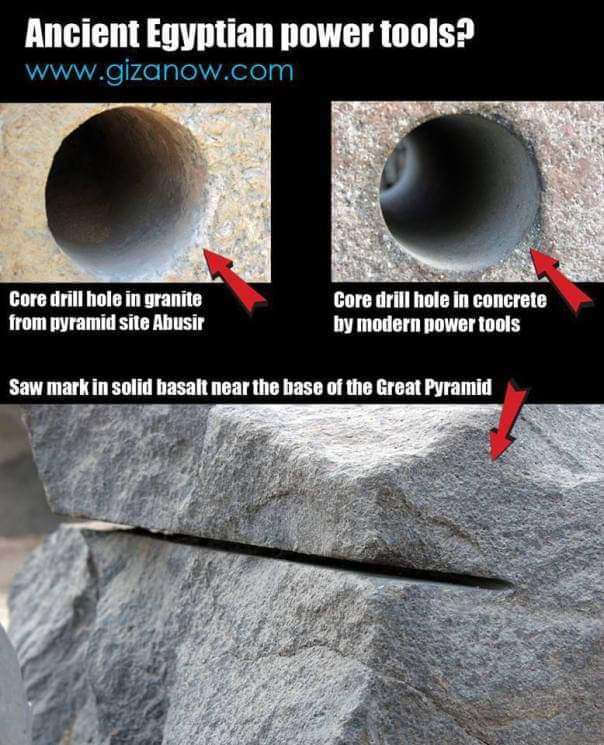 Ancient Egyptian power tools?
www.gizanow.com
Core drill hole in granite
from pyramid site Abusir
Core drill hole in concrete
by modern power tools
Saw mark in solid basalt near the base of the Great Pyramid